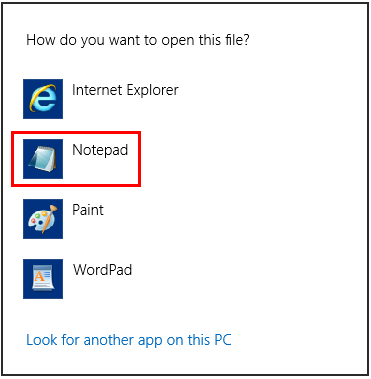 How do you want to open this file?
Internet Explorer
Notepad
Paint
WordPad
Look for another app on this PC